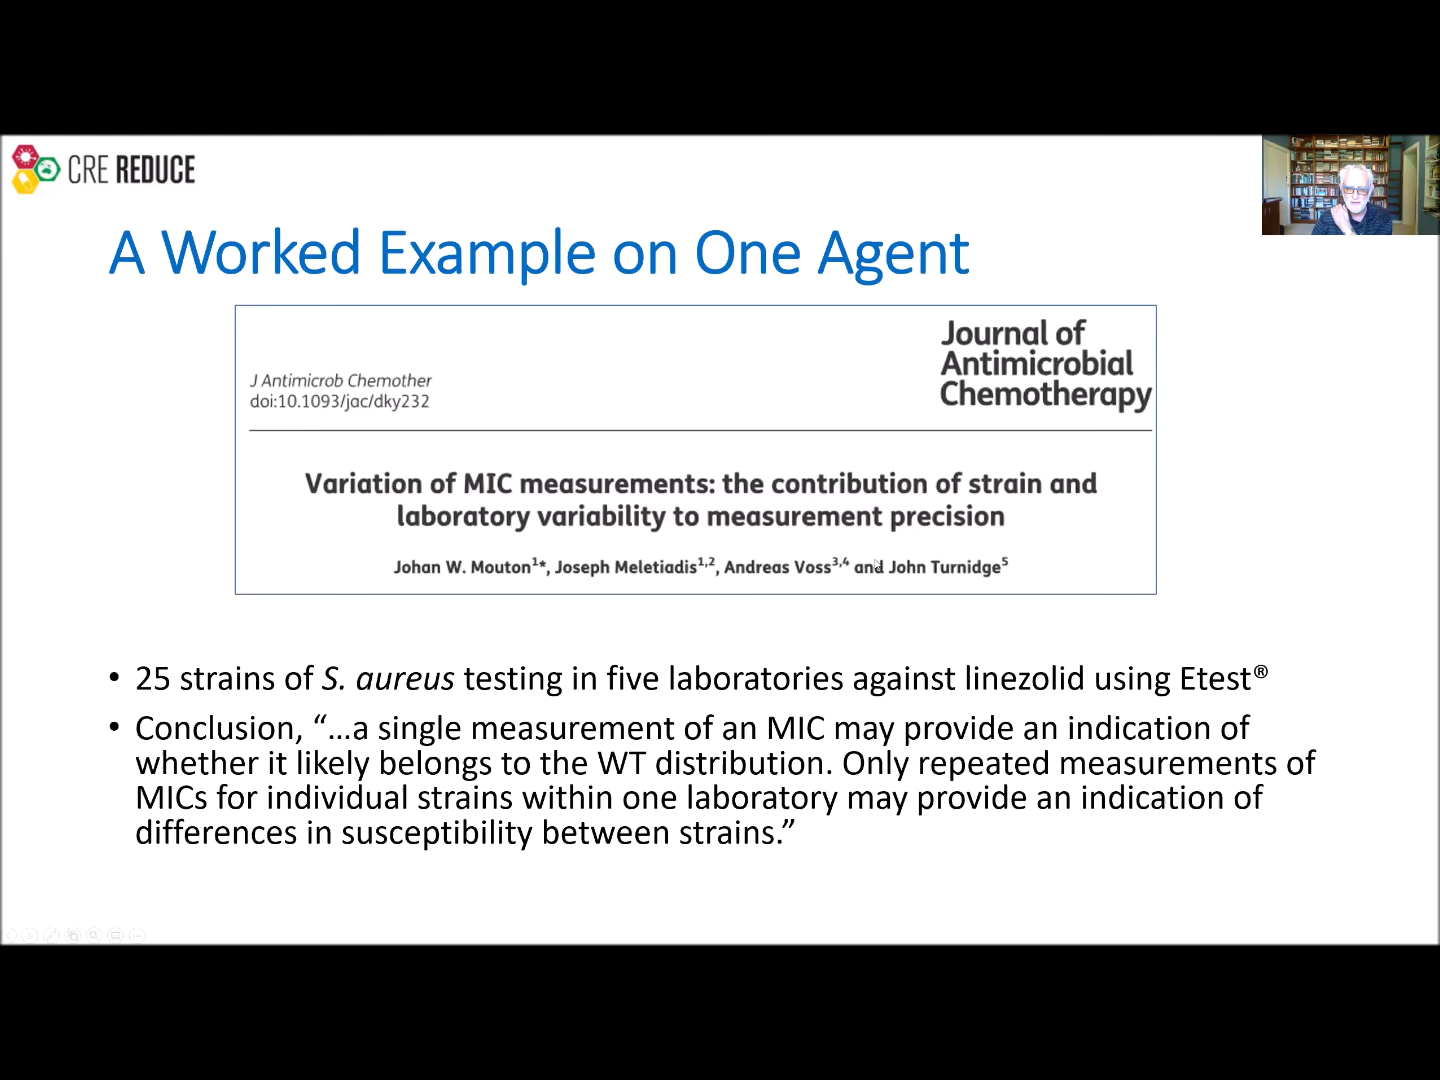 CRE REDUCE
A Worked Example on One Agent
Journal of
Antimicrobial
Chemotherapy
J Antimicrob Chemother
doi:10.1093/jac/dky232
Variation of MIC measurements: the contribution of strain and
laboratory variability to measurement precision
Johan W. Mouton1*, Joseph Meletiadis1,2, Andreas Voss3,4 and John Turnidge5
• 25 strains of S. aureus testing in five laboratories against linezolid using Etest®
• Conclusion, “…a single measurement of an MIC may provide an indication of
whether it likely belongs to the WT distribution. Only repeated measurements of
MICs for individual strains within one laboratory may provide an indication of
differences in susceptibility between strains.”